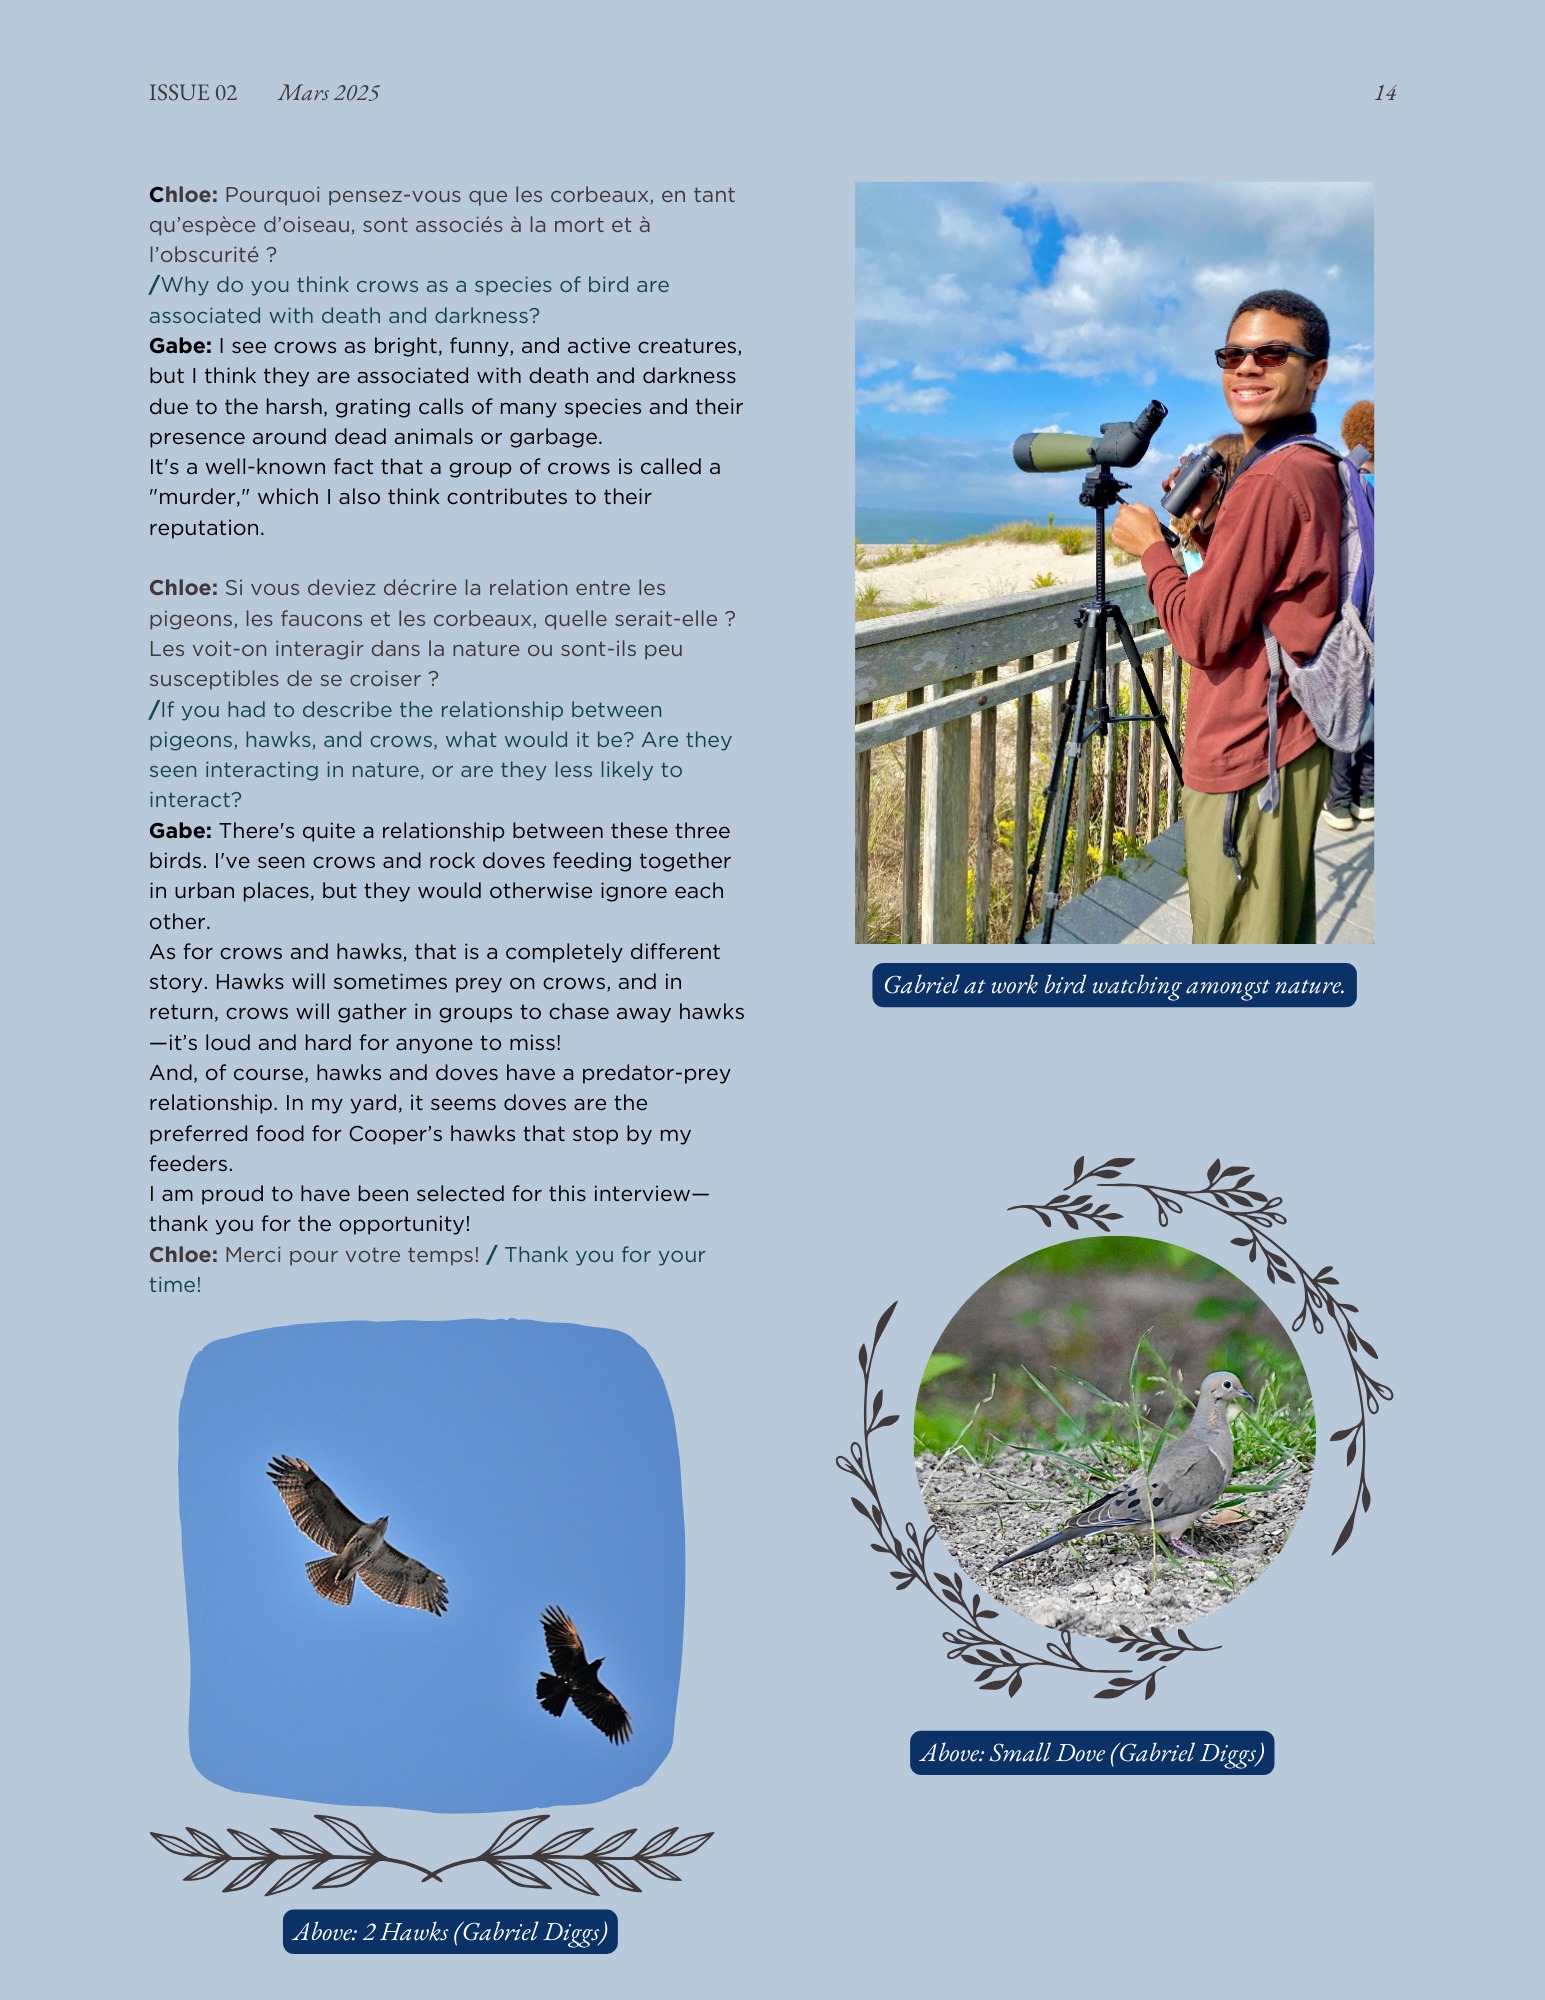 ISSUE 02 Mars 2025 14
Chloe: Pourquoi pensez-vous que les corbeaux, en tant
qu’espèce d’oiseau, sont associés à la mort et à
l’obscurité ?
/Why do you think crows as a species of bird are
associated with death and darkness?
Gabe: I see crows as bright, funny, and active creatures,
but I think they are associated with death and darkness
due to the harsh, grating calls of many species and their
presence around dead animals or garbage.
It's a well-known fact that a group of crows is called a
"murder," which I also think contributes to their
reputation.
Chloe: Si vous deviez décrire la relation entre les
pigeons, les faucons et les corbeaux, quelle serait-elle ?
Les voit-on interagir dans la nature ou sont-ils peu
susceptibles de se croiser ?
/If you had to describe the relationship between
pigeons, hawks, and crows, what would it be? Are they
seen interacting in nature, or are they less likely to
interact?
Gabe: There's quite a relationship between these three
birds. I've seen crows and rock doves feeding together
in urban places, but they would otherwise ignore each
other.
As for crows and hawks, that is a completely different
story. Hawks will sometimes prey on crows, and in
return, crows will gather in groups to chase away hawks
—it’s loud and hard for anyone to miss!
And, of course, hawks and doves have a predator-prey
relationship. In my yard, it seems doves are the
preferred food for Cooper’s hawks that stop by my
feeders.
I am proud to have been selected for this interview—
thank you for the opportunity!
Chloe: Merci pour votre temps! / Thank you for your
time!
Above: 2 Hawks (Gabriel Diggs)
Gabriel at work bird watching amongst nature.
Above: Small Dove (Gabriel Diggs)